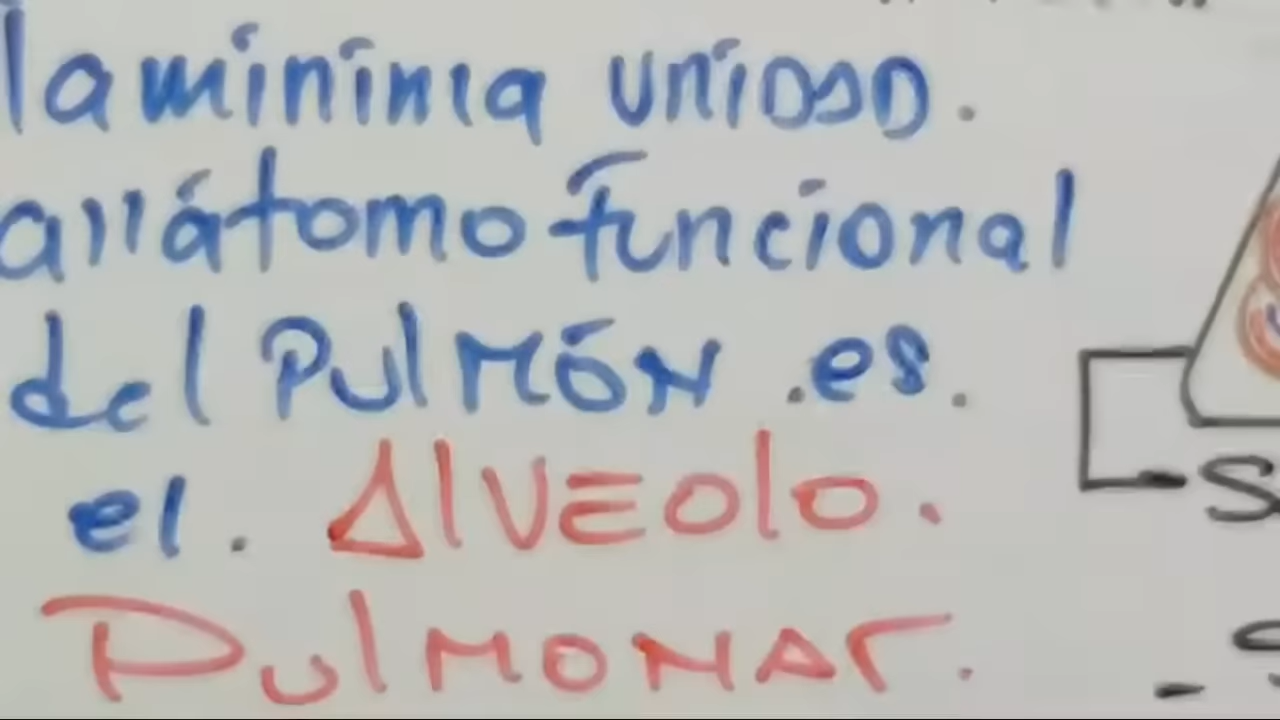 la mínima UNIDAD.
anátomo funcional
del PulMÓN .es.
el. AlVEOlO.
PulMONAr.